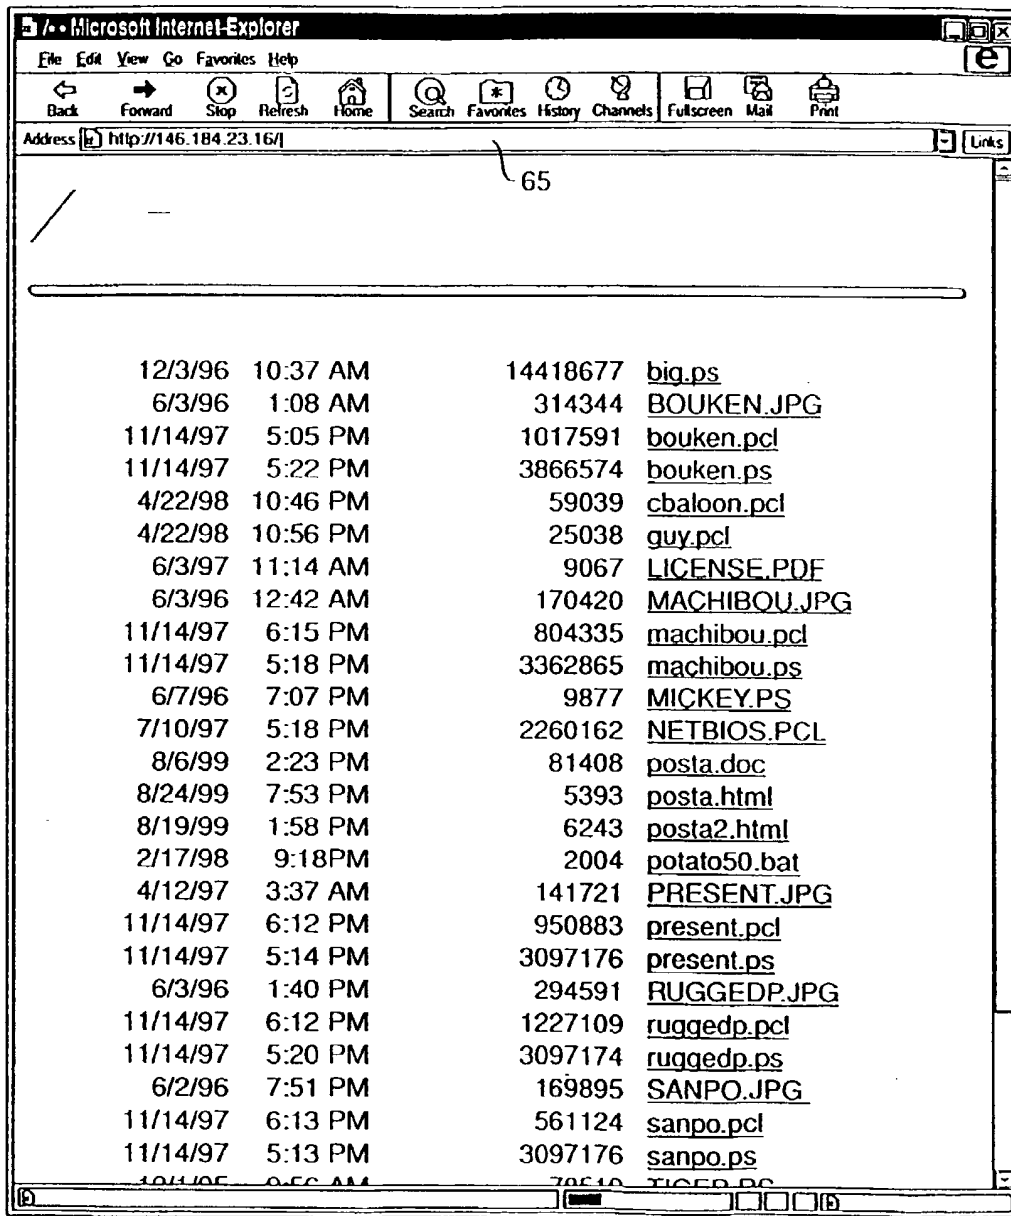 /•• Microsoft Internet-Explorer
File Edit View Go Favorites Help
e
Back Forward Stop Refresh Home Search Favorites History Channels Fullscreen Mail Print
Address http://146.184.23.16/ Links
65
/
12/3/96 10:37 AM 14418677 big.ps
6/3/96 1:08 AM 314344 BOUKEN.JPG
11/14/97 5:05 PM 1017591 bouken.pcl
11/14/97 5:22 PM 3866574 bouken.ps
4/22/98 10:46 PM 59039 cbaloon.pcl
4/22/98 10:56 PM 25038 guy.pcl
6/3/97 11:14 AM 9067 LICENSE.PDF
6/3/96 12:42 AM 170420 MACHIBOU.JPG
11/14/97 6:15 PM 804335 machibou.pcl
11/14/97 5:18 PM 3362865 machibou.ps
6/7/96 7:07 PM 9877 MICKEY.PS
7/10/97 5:18 PM 2260162 NETBIOS.PCL
8/6/99 2:23 PM 81408 posta.doc
8/24/99 7:53 PM 5393 posta.html
8/19/99 1:58 PM 6243 posta2.html
2/17/98 9:18PM 2004 potato50.bat
4/12/97 3:37 AM 141721 PRESENT.JPG
11/14/97 6:12 PM 950883 present.pcl
11/14/97 5:14 PM 3097176 present.ps
6/3/96 1:40 PM 294591 RUGGEDP.JPG
11/14/97 6:12 PM 1227109 ruggedp.pcl
11/14/97 5:20 PM 3097174 ruggedp.ps
6/2/96 7:51 PM 169895 SANPO.JPG
11/14/97 6:13 PM 561124 sanpo.pcl
11/14/97 5:13 PM 3097176 sanpo.ps